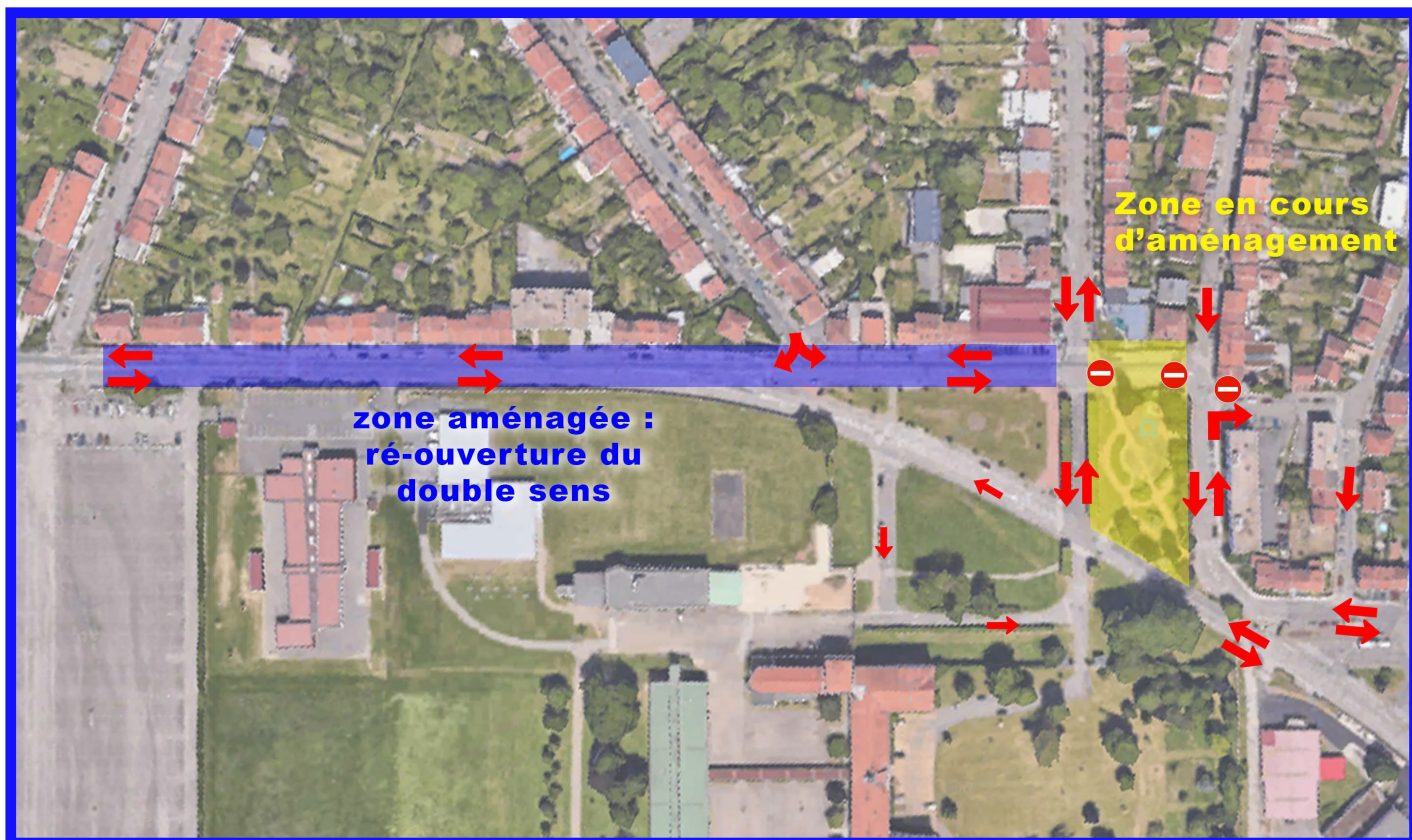 Zone en cours
d’aménagement
zone aménagée :
ré-ouverture du
double sens